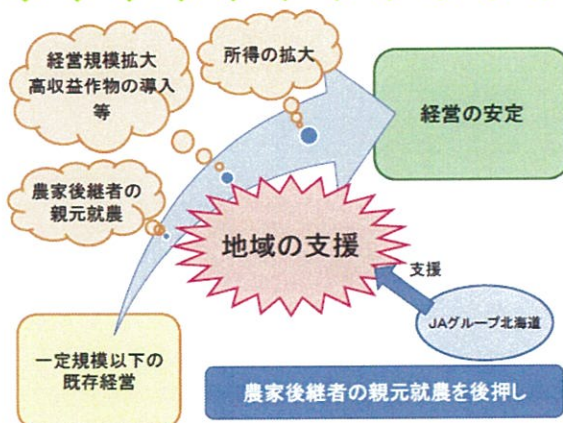 経営規模拡大
高収益作物の導入
等
所得の拡大
経営の安定
農家後継者の
親元就農
地域の支援
支援
JAグループ北海道
一定規模以下の
既存経営
農家後継者の親元就農を後押し